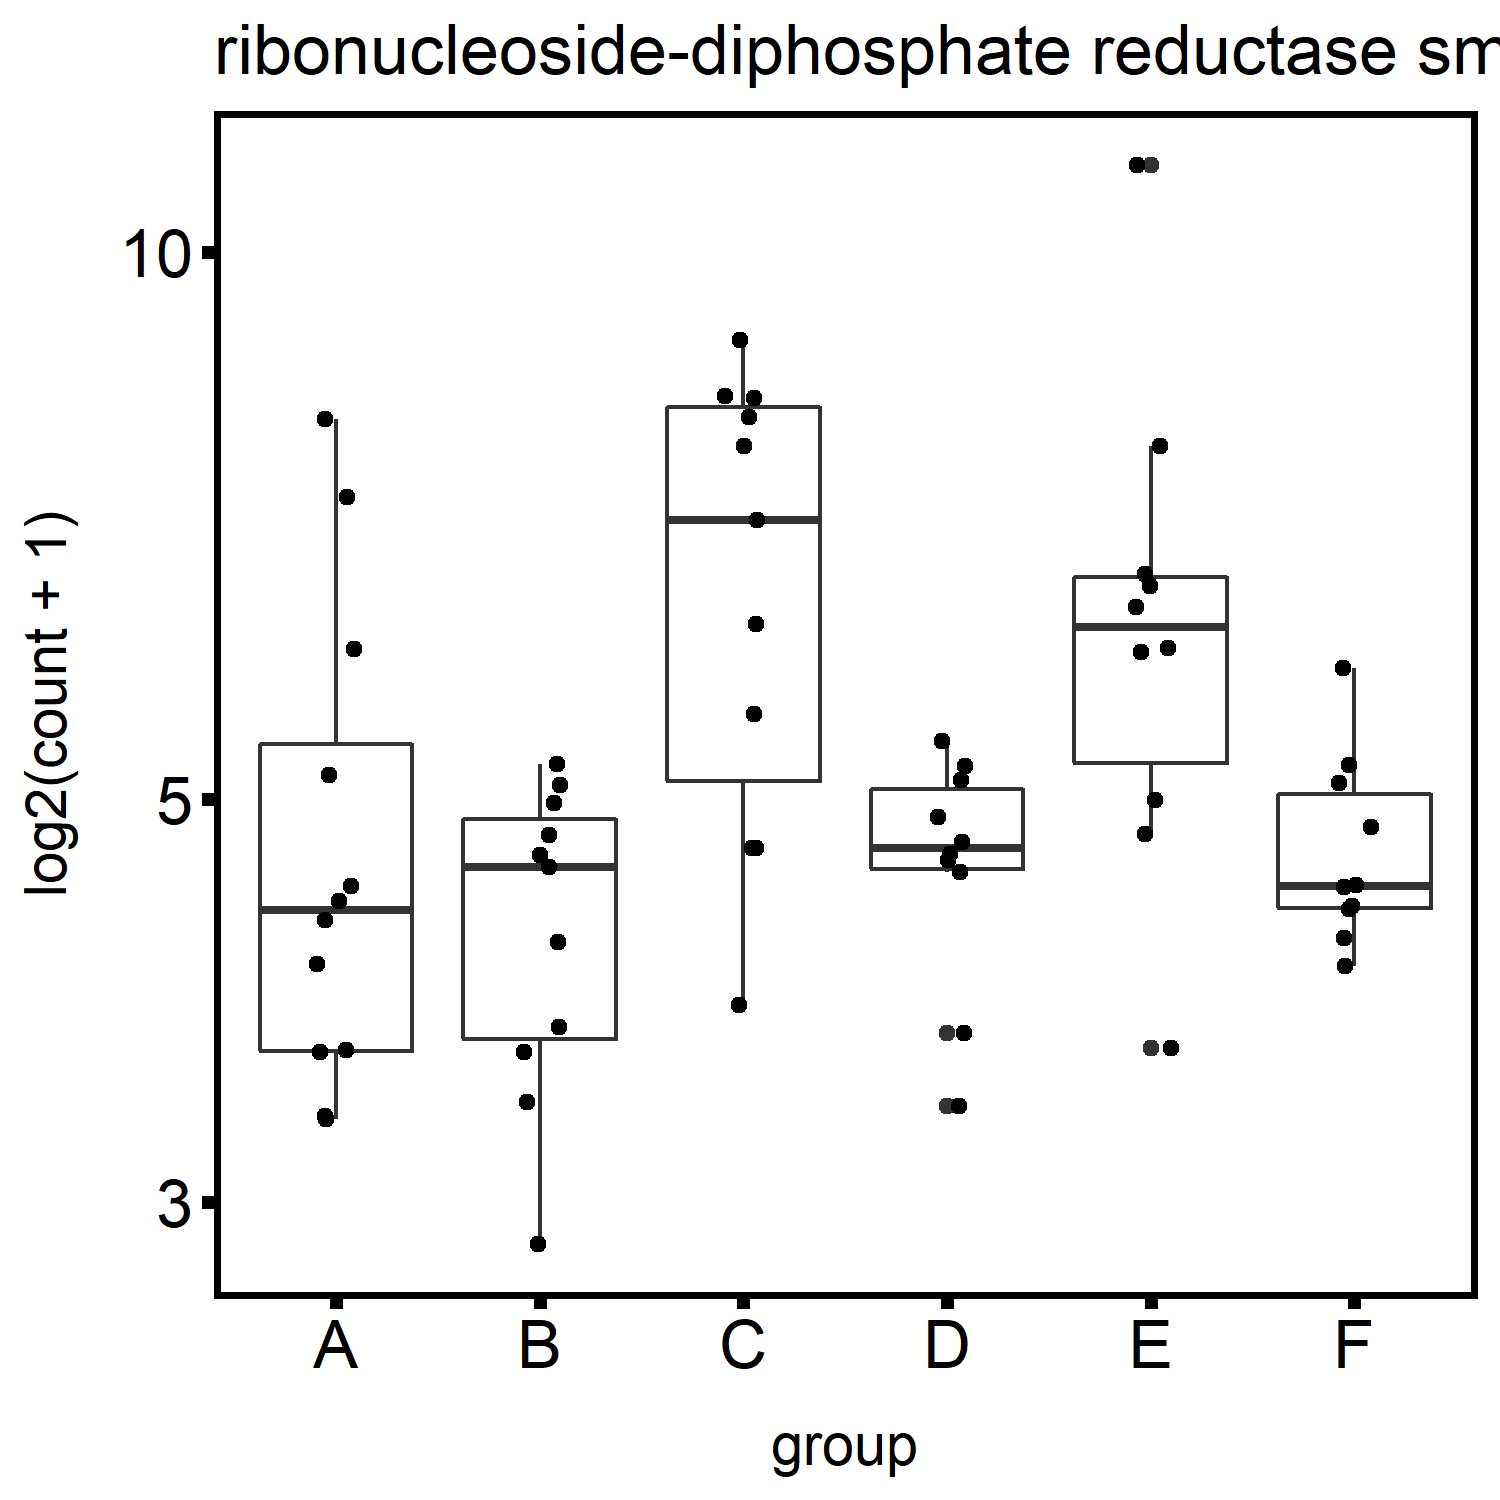 ribonucleoside-diphosphate reductase sm
10
5
3
log2(count + 1)
A B C D E F
group